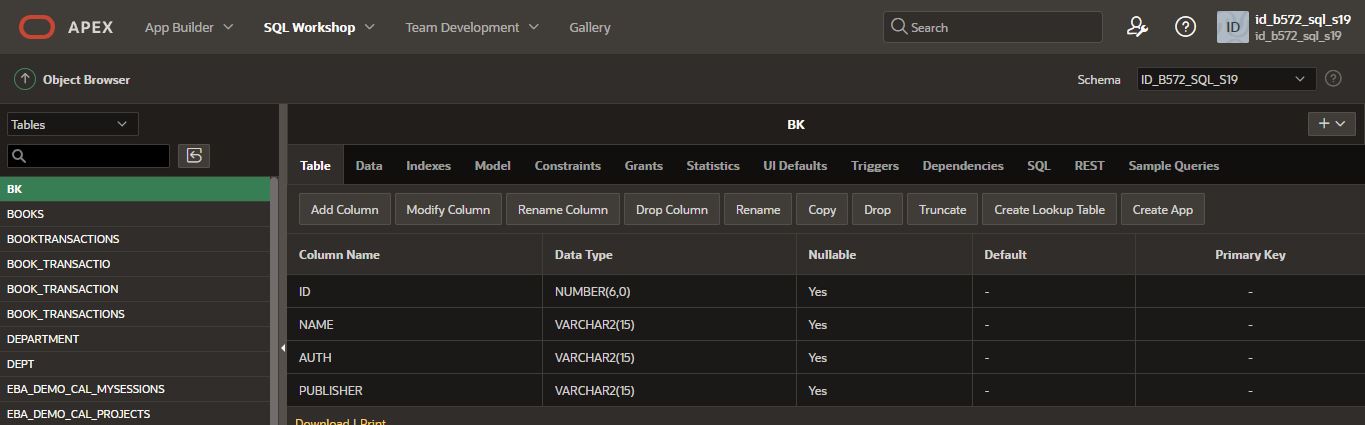 APEX App Builder SQL Workshop Team Development Gallery Search ID id_b572_sql_s19
id_b572_sql_s19
Object Browser Schema ID_B572_SQL_S19
Tables
BK
Table Data Indexes Model Constraints Grants Statistics UI Defaults Triggers Dependencies SQL REST Sample Queries
BK
BOOKS
BOOKTRANSACTIONS
BOOK_TRANSACTIO
BOOK_TRANSACTION
BOOK_TRANSACTIONS
DEPARTMENT
DEPT
EBA_DEMO_CAL_MYSESSIONS
EBA_DEMO_CAL_PROJECTS
Add Column Modify Column Rename Column Drop Column Rename Copy Drop Truncate Create Lookup Table Create App
Column Name Data Type Nullable Default Primary Key
ID NUMBER(6,0) Yes - -
NAME VARCHAR2(15) Yes - -
AUTH VARCHAR2(15) Yes - -
PUBLISHER VARCHAR2(15) Yes - -
Download | Print